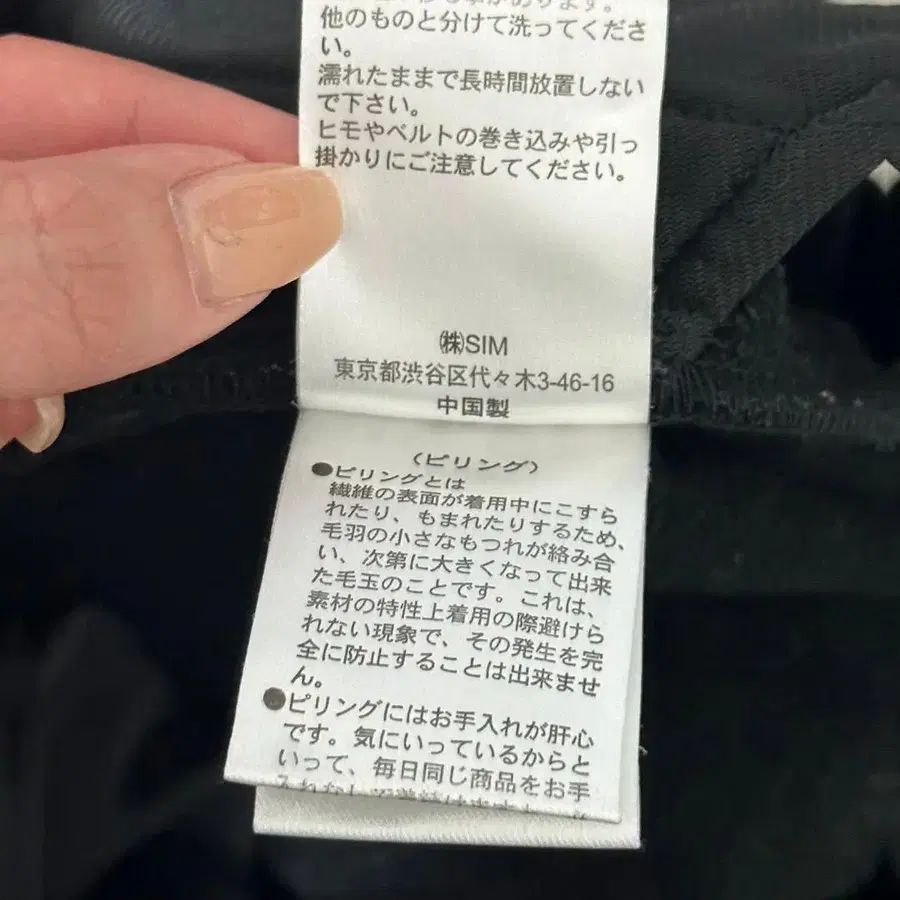 があります。
他のものと分けて洗ってくださ
い。
濡れたままで長時間放置しない
で下さい。
ヒモやベルトの巻き込みや引っ
掛かりにご注意してください。
㈱SIM
東京都渋谷区代々木3-46-16
中国製
(ピリング)
●ピリングとは
繊維の表面が着用中にこすら
れたり、もまれたりするため、
毛羽の小さなもつれが絡み合
い、次第に大きくなって出来
た毛玉のことです。これは、
素材の特性上着用の際避けら
れない現象で、その発生を完
全に防止することは出来ませ
ん。
●ピリングにはお手入れが肝心
です。気にいっているからと
いって、毎日同じ商品をお手
入れなしで着